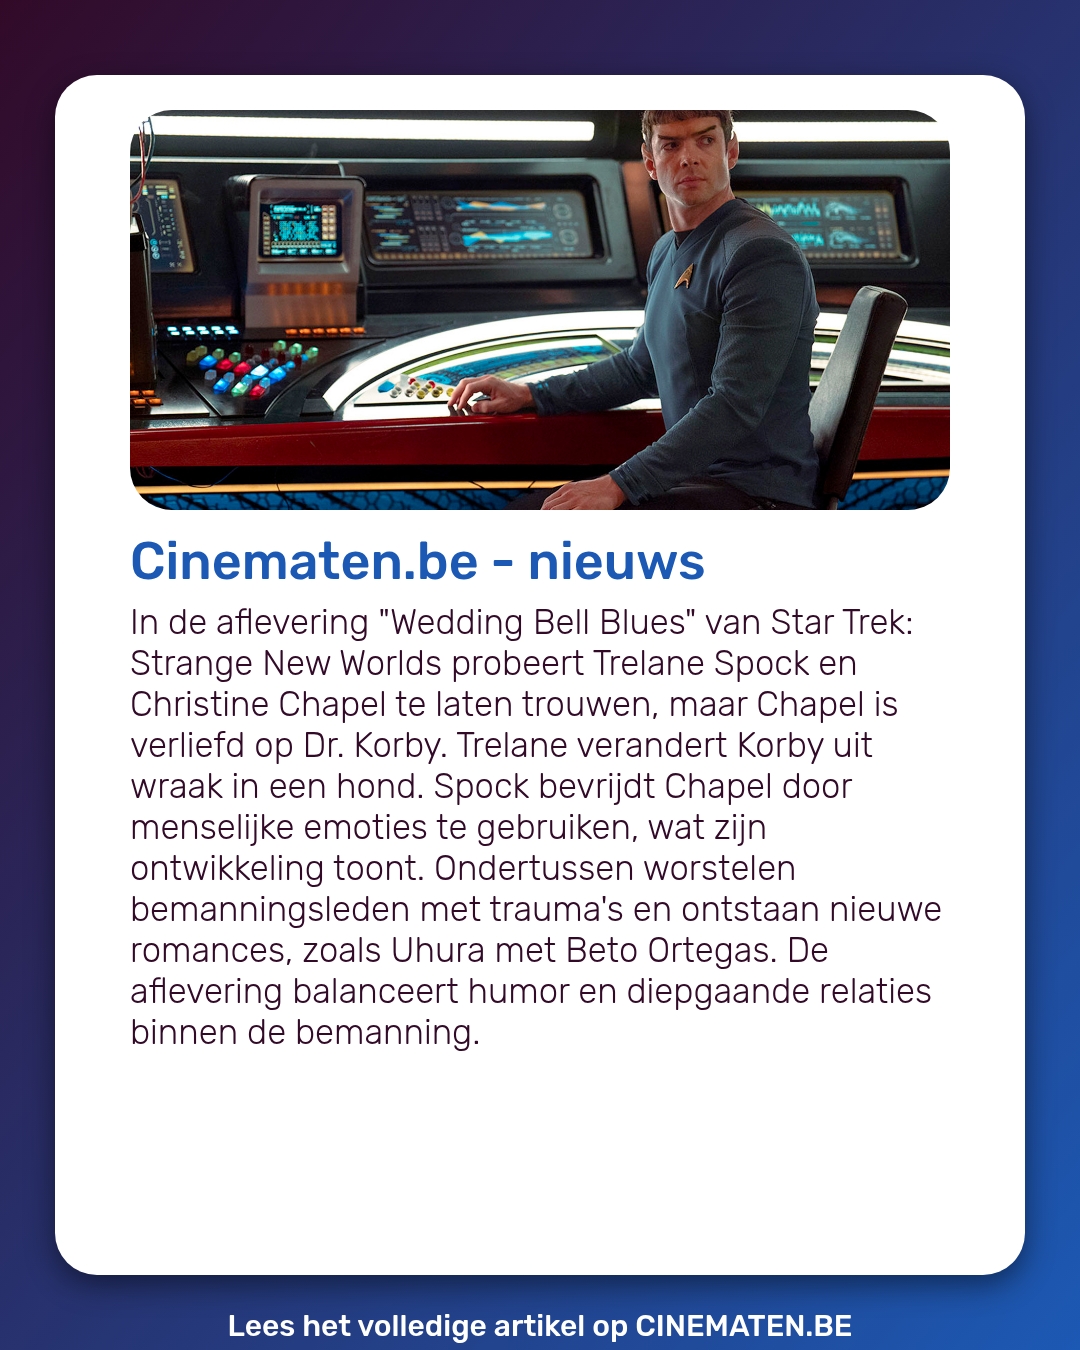 Cinematen.be - nieuws
In de aflevering "Wedding Bell Blues" van Star Trek:
Strange New Worlds probeert Trelane Spock en
Christine Chapel te laten trouwen, maar Chapel is
verliefd op Dr. Korby. Trelane verandert Korby uit
wraak in een hond. Spock bevrijdt Chapel door
menselijke emoties te gebruiken, wat zijn
ontwikkeling toont. Ondertussen worstelen
bemanningsleden met trauma's en ontstaan nieuwe
romances, zoals Uhura met Beto Ortegas. De
aflevering balanceert humor en diepgaande relaties
binnen de bemanning.
Lees het volledige artikel op CINEMATEN.BE